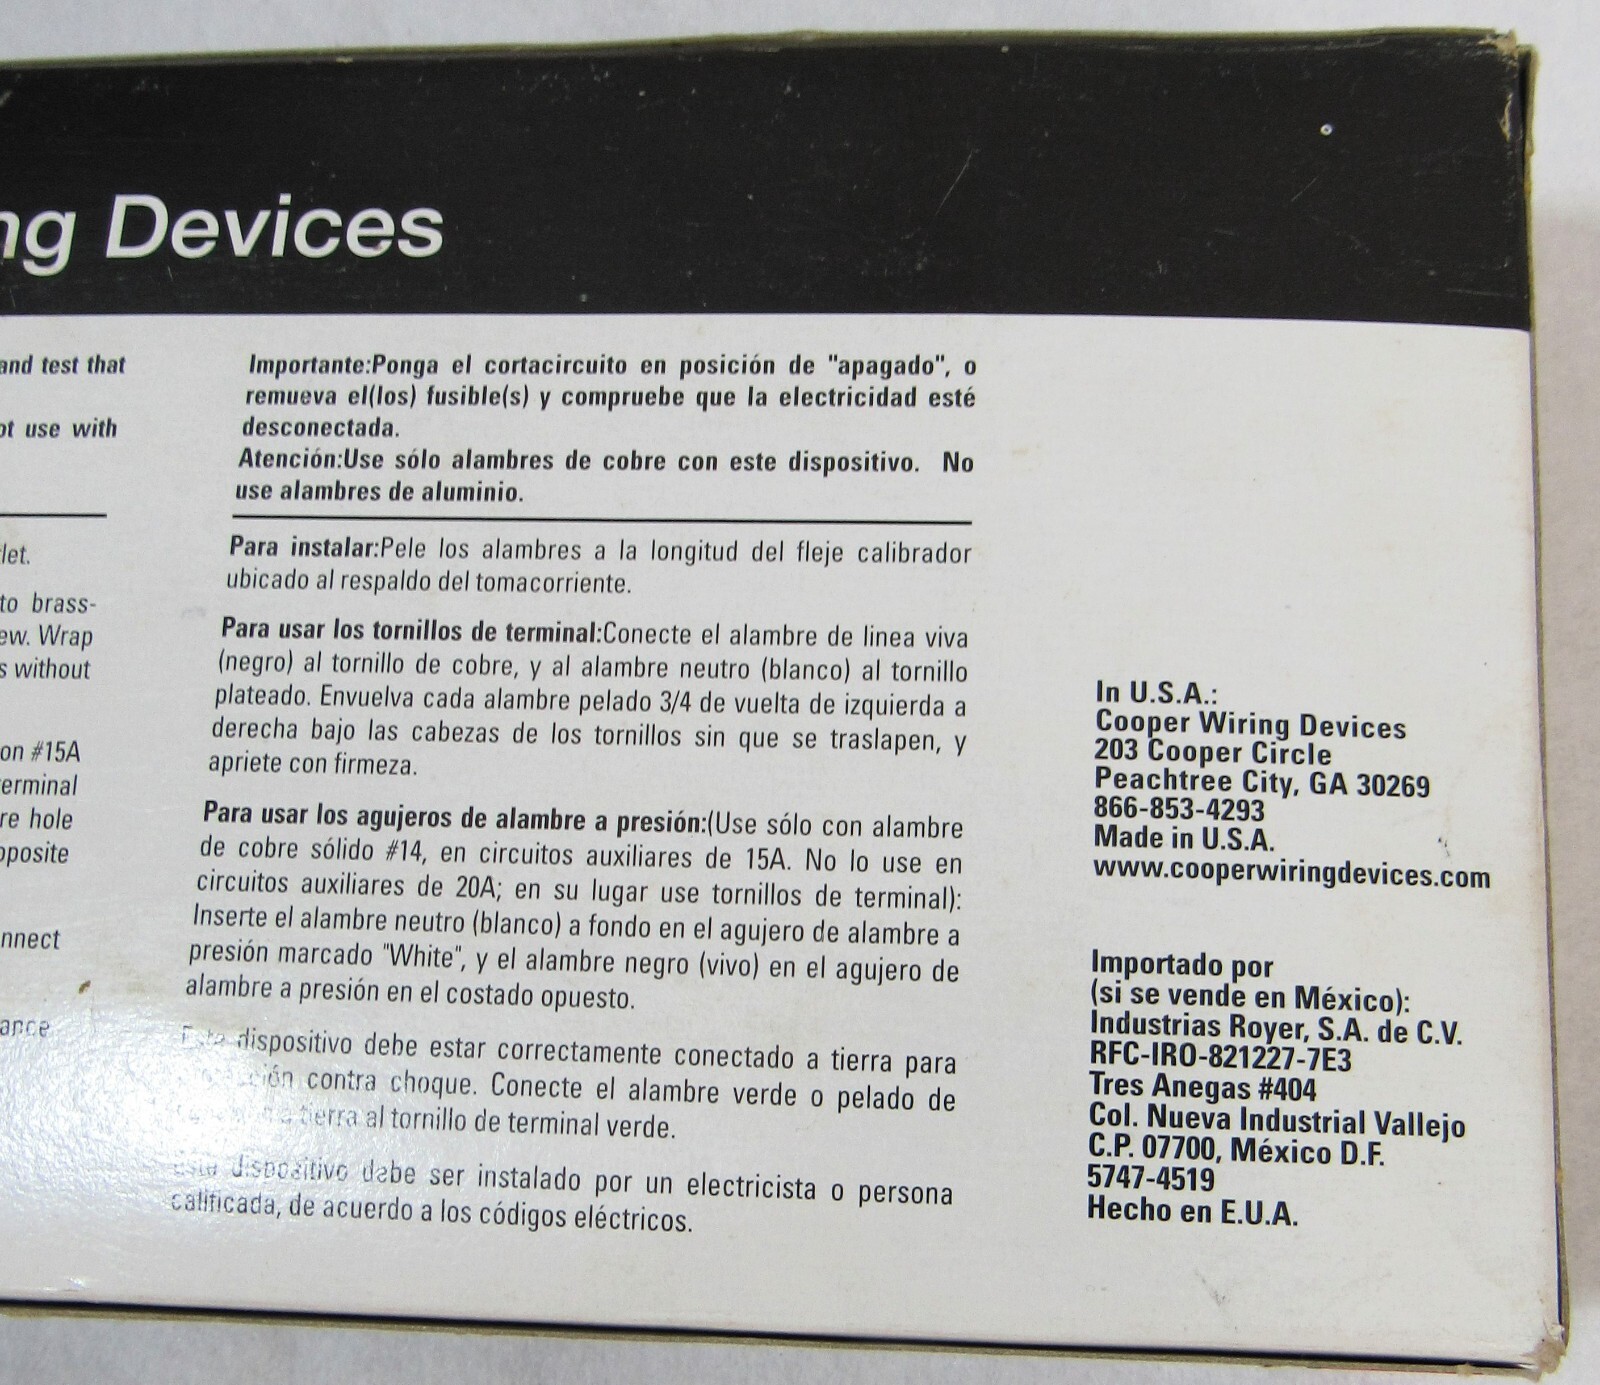 ng Devices
and test that
ot use with
let.
to brass-
ew. Wrap
s without
on #15A
erminal
re hole
pposite
nnect
ance
Importante:Ponga el cortacircuito en posición de "apagado", o
remueva el(los) fusible(s) y compruebe que la electricidad esté
desconectada.
Atención:Use sólo alambres de cobre con este dispositivo. No
use alambres de aluminio.
Para instalar:Pele los alambres a la longitud del fleje calibrador
ubicado al respaldo del tomacorriente.
Para usar los tornillos de terminal:Conecte el alambre de linea viva
(negro) al tornillo de cobre, y al alambre neutro (blanco) al tornillo
plateado. Envuelva cada alambre pelado 3/4 de vuelta de izquierda a
derecha bajo las cabezas de los tornillos sin que se traslapen, y
apriete con firmeza.
Para usar los agujeros de alambre a presión:(Use sólo con alambre
de cobre sólido #14, en circuitos auxiliares de 15A. No lo use en
circuitos auxiliares de 20A; en su lugar use tornillos de terminal):
Inserte el alambre neutro (blanco) a fondo en el agujero de alambre a
presión marcado "White", y el alambre negro (vivo) en el agujero de
alambre a presión en el costado opuesto.
Este dispositivo debe estar correctamente conectado a tierra para
contra choque. Conecte el alambre verde o pelado de
tierra al tornillo de terminal verde.
Este dispositivo debe ser instalado por un electricista o persona
calificada, de acuerdo a los códigos eléctricos.
In U.S.A.:
Cooper Wiring Devices
203 Cooper Circle
Peachtree City, GA 30269
866-853-4293
Made in U.S.A.
www.cooperwiringdevices.com
Importado por
(si se vende en México):
Industrias Royer, S.A. de C.V.
RFC-IRO-821227-7E3
Tres Anegas #404
Col. Nueva Industrial Vallejo
C.P. 07700, México D.F.
5747-4519
Hecho en E.U.A.